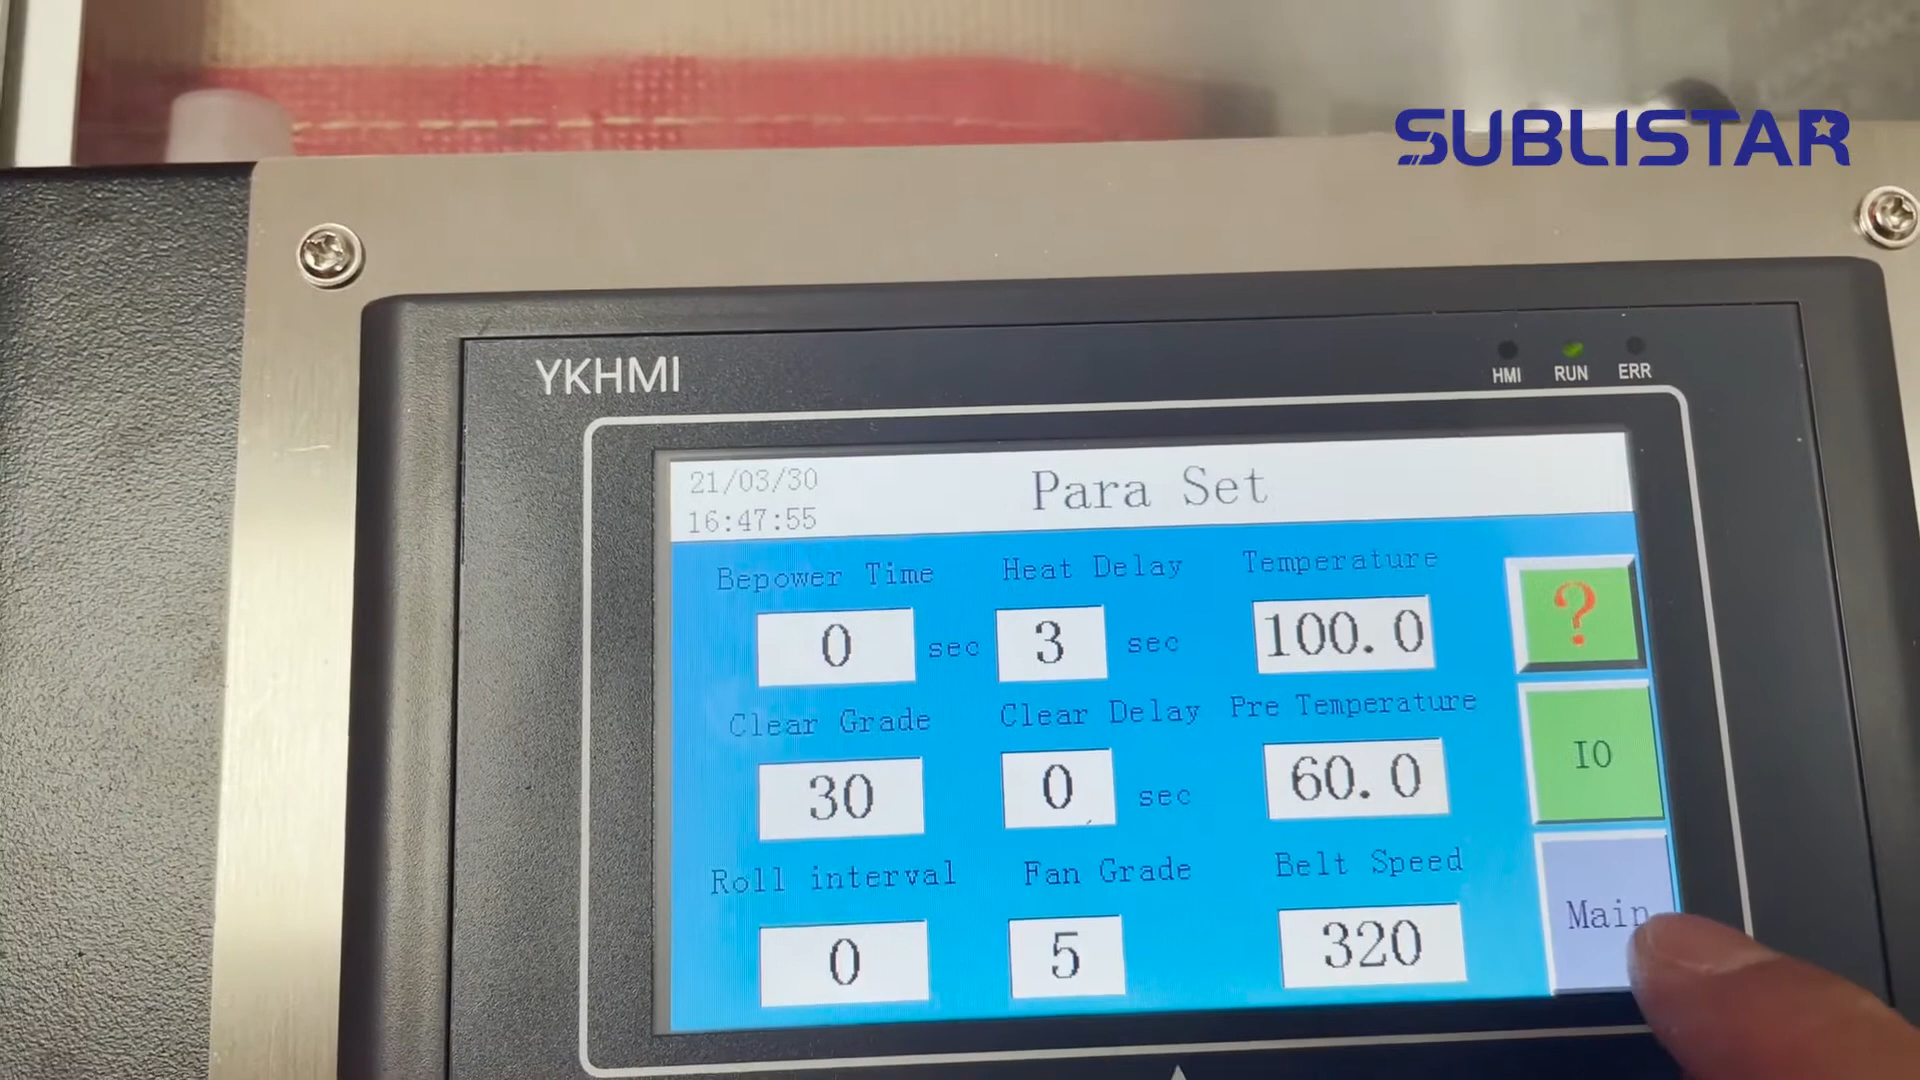 SUBLISTAR
YKHMI
HMI RUN ERR
21/03/30
16:47:55
Para Set
Bepower Time Heat Delay Temperature
0 sec 3 sec 100.0
?
Clear Grade Clear Delay Pre Temperature
30 0 sec 60.0
IO
Roll interval Fan Grade Belt Speed
0 5 320
Main